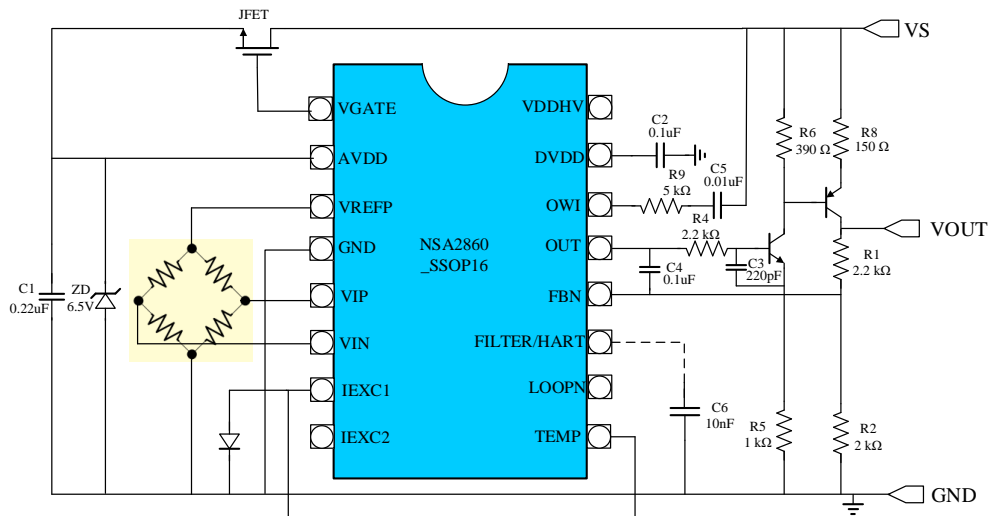 JFET
VS
VGATE
VDDHV
AVDD
DVDD
VREFP
OWI
GND
OUT
VIP
FBN
VIN
FILTER/HART
IEXC1
LOOPN
IEXC2
TEMP
NSA2860
_SSOP16
C1
0.22uF
ZD
6.5V
C2
0.1uF
R9
5 kΩ
C5
0.01uF
R4
2.2 kΩ
C3
220pF
C4
0.1uF
R6
390 Ω
R8
150 Ω
VOUT
R1
2.2 kΩ
C6
10nF
R5
1 kΩ
R2
2 kΩ
GND